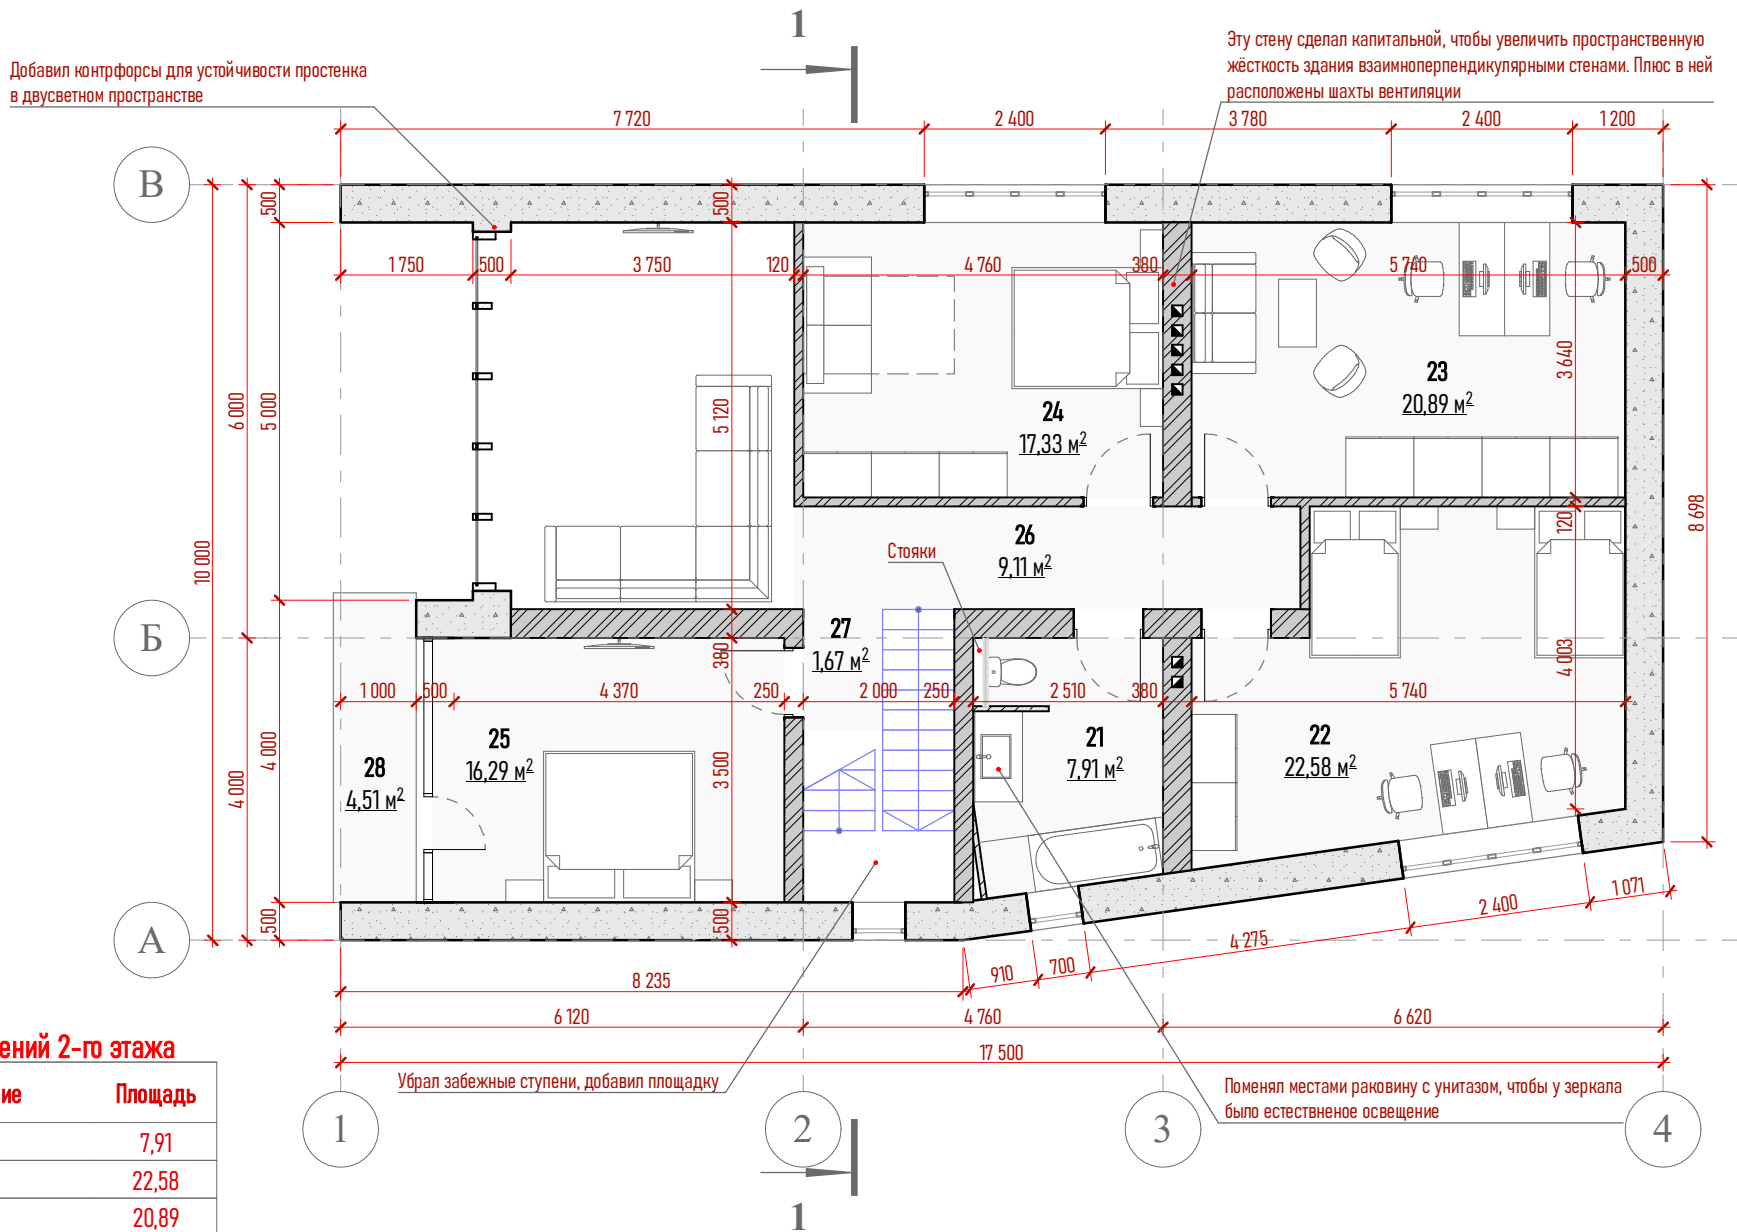 1
Добавил контрфорсы для устойчивости простенка
в двусветном пространстве
Эту стену сделал капитальной, чтобы увеличить пространственную
жёсткость здания взаимноперпендикулярными стенами. Плюс в ней
расположены шахты вентиляции
7 720
2 400
3 780
2 400
1 200
В
500
500
1 750
500
3 750
120
4 760
380
5 740
500
10 000
6 000
5 000
5 120
3 640
8 698
24
17,33 м²
23
20,89 м²
120
26
9,11 м²
Стояки
Б
27
1,67 м²
380
4 003
1 000
500
4 370
250
2 000
250
2 510
380
5 740
4 000
4 000
3 500
28
4,51 м²
25
16,29 м²
21
7,91 м²
22
22,58 м²
А
500
500
8 235
910
700
4 275
2 400
1 071
6 120
4 760
6 620
17 500
ений 2-го этажа
ие
Площадь
7,91
22,58
20,89
Убрал забежные ступени, добавил площадку
Поменял местами раковину с унитазом, чтобы у зеркала
было естествненое освещение
1
2
3
4
1